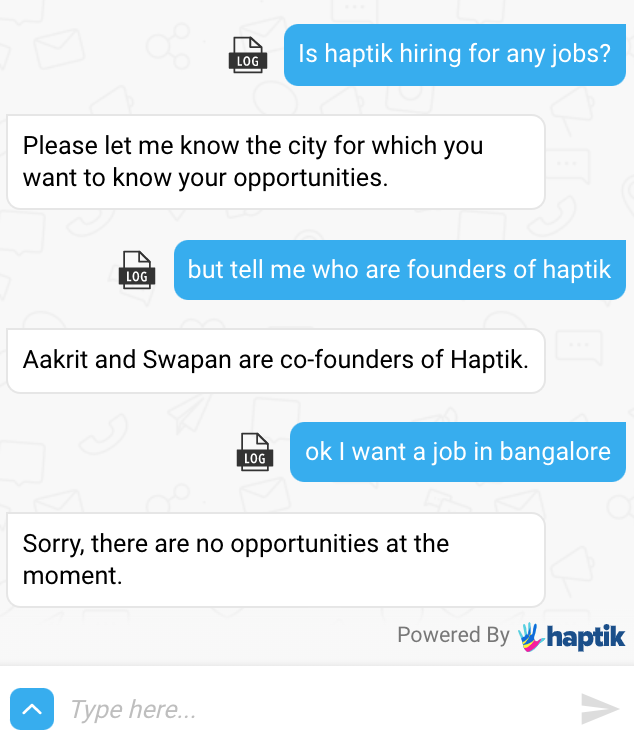 LOG
Is haptik hiring for any jobs?
Please let me know the city for which you
want to know your opportunities.
LOG
but tell me who are founders of haptik
Aakrit and Swapan are co-founders of Haptik.
LOG
ok I want a job in bangalore
Sorry, there are no opportunities at the
moment.
Powered By haptik
Type here...